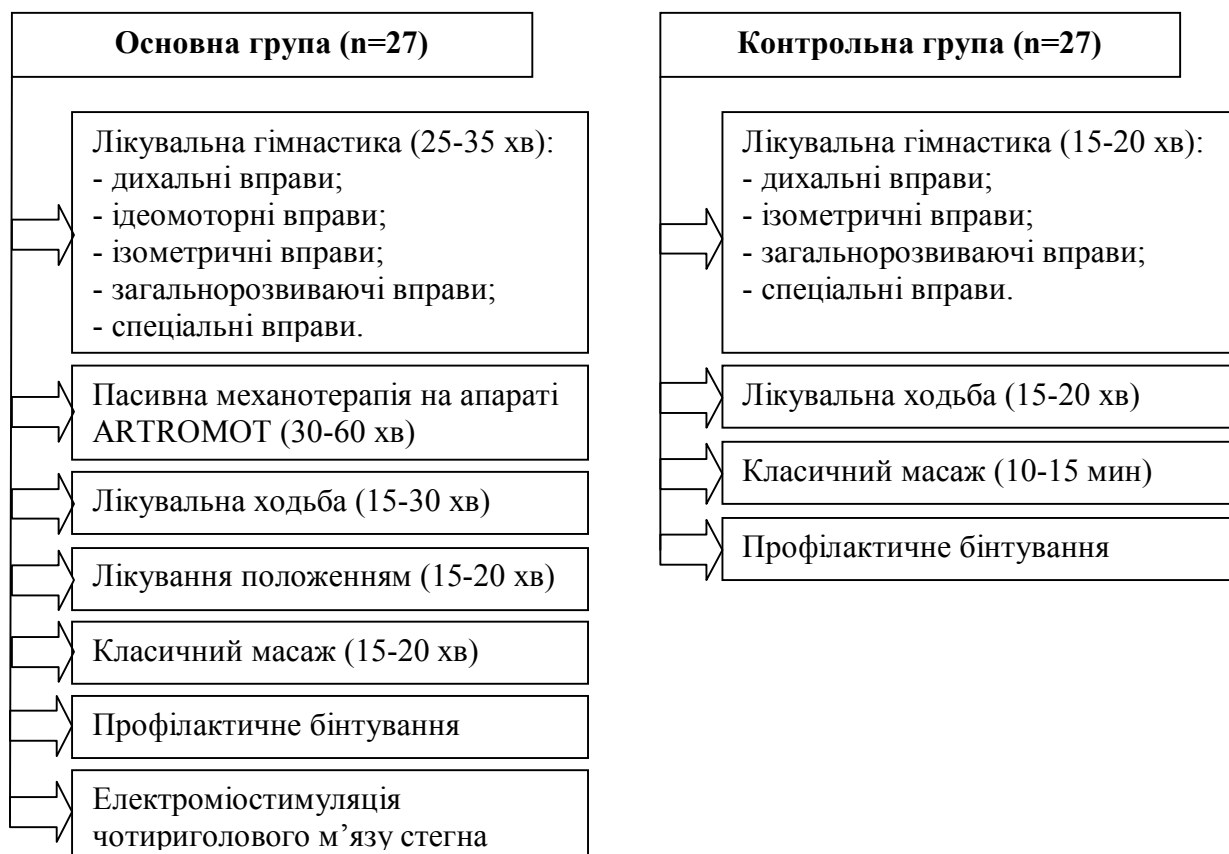 Основна група (n=27)
Лікувальна гімнастика (25-35 хв):
- дихальні вправи;
- ідеомоторні вправи;
- ізометричні вправи;
- загальнорозвиваючі вправи;
- спеціальні вправи.
Пасивна механотерапія на апараті
ARTROMOT (30-60 хв)
Лікувальна ходьба (15-30 хв)
Лікування положенням (15-20 хв)
Класичний масаж (15-20 хв)
Профілактичне бінтування
Електроміостимуляція
чотириголового м’язу стегна
Контрольна група (n=27)
Лікувальна гімнастика (15-20 хв):
- дихальні вправи;
- ізометричні вправи;
- загальнорозвиваючі вправи;
- спеціальні вправи.
Лікувальна ходьба (15-20 хв)
Класичний масаж (10-15 мин)
Профілактичне бінтування